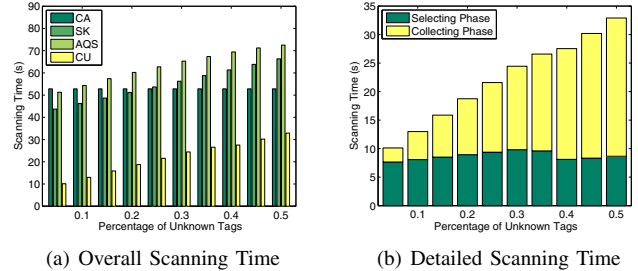 90
80
70
60
50
40
30
20
10
0
Scanning Time (s)
CA
SK
AQS
CU
0.1 0.2 0.3 0.4 0.5
Percentage of Unknown Tags
(a) Overall Scanning Time
35
30
25
20
15
10
5
0
Scanning Time (s)
Selecting Phase
Collecting Phase
0.1 0.2 0.3 0.4 0.5
Percentage of Unknown Tags
(b) Detailed Scanning Time